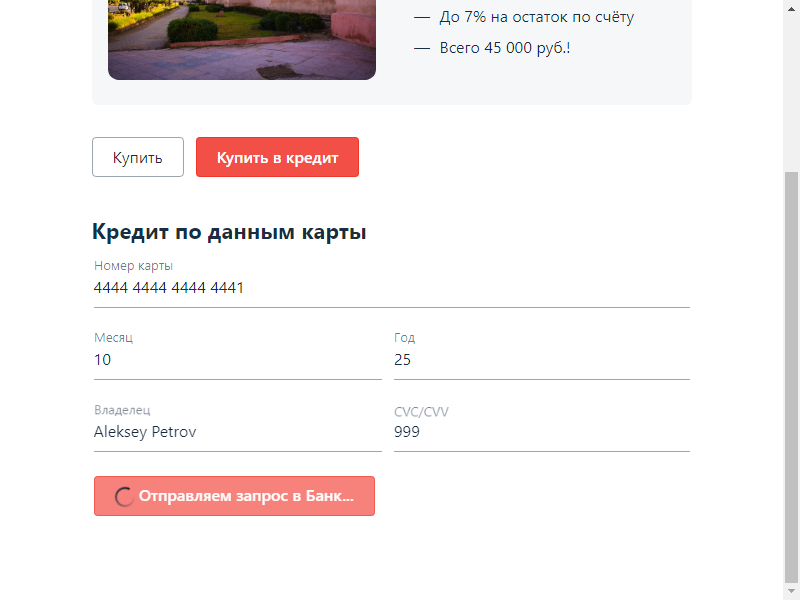 — До 7% на остаток по счёту
— Всего 45 000 руб.!
Купить
Купить в кредит
Кредит по данным карты
Номер карты
4444 4444 4444 4441
Месяц
Год
10
25
Владелец
CVC/CVV
Aleksey Petrov
999
Отправляем запрос в Банк...